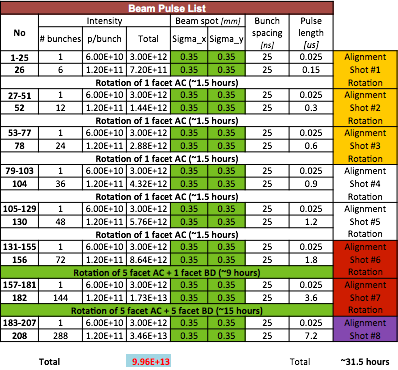 Beam Pulse List
No Intensity Beam spot [mm] Bunch spacing [ns] Pulse length [us]
# bunches p/bunch Total Sigma_x Sigma_y
1-25 1 6.00E+10 3.00E+12 0.35 0.35 25 0.025 Alignment
26 6 1.20E+11 7.20E+11 0.35 0.35 25 0.15 Shot #1
Rotation of 1 facet AC (~1.5 hours) Rotation
27-51 1 6.00E+10 3.00E+12 0.35 0.35 25 0.025 Alignment
52 12 1.20E+11 1.44E+12 0.35 0.35 25 0.3 Shot #2
Rotation of 1 facet AC (~1.5 hours) Rotation
53-77 1 6.00E+10 3.00E+12 0.35 0.35 25 0.025 Alignment
78 24 1.20E+11 2.88E+12 0.35 0.35 25 0.6 Shot #3
Rotation of 1 facet AC (~1.5 hours) Rotation
79-103 1 6.00E+10 3.00E+12 0.35 0.35 25 0.025 Alignment
104 36 1.20E+11 4.32E+12 0.35 0.35 25 0.9 Shot #4
Rotation of 1 facet AC (~1.5 hours) Rotation
105-129 1 6.00E+10 3.00E+12 0.35 0.35 25 0.025 Alignment
130 48 1.20E+11 5.76E+12 0.35 0.35 25 1.2 Shot #5
Rotation of 1 facet AC (~1.5 hours) Rotation
131-155 1 6.00E+10 3.00E+12 0.35 0.35 25 0.025 Alignment
156 72 1.20E+11 8.64E+12 0.35 0.35 25 1.8 Shot #6
Rotation of 5 facet AC + 1 facet BD (~9 hours) Rotation
157-181 1 6.00E+10 3.00E+12 0.35 0.35 25 0.025 Alignment
182 144 1.20E+11 1.73E+13 0.35 0.35 25 3.6 Shot #7
Rotation of 5 facet AC + 5 facet BD (~15 hours) Rotation
183-207 1 6.00E+10 3.00E+12 0.35 0.35 25 0.025 Alignment
208 288 1.20E+11 3.46E+13 0.35 0.35 25 7.2 Shot #8
Total 9.96E+13 Total ~31.5 hours